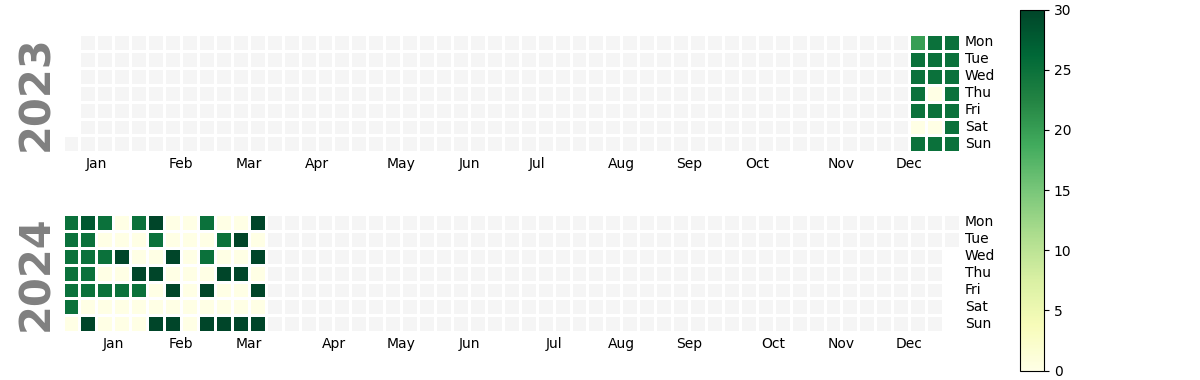 2023
Mon
Tue
Wed
Thu
Fri
Sat
Sun
Jan Feb Mar Apr May Jun Jul Aug Sep Oct Nov Dec
2024
Mon
Tue
Wed
Thu
Fri
Sat
Sun
Jan Feb Mar Apr May Jun Jul Aug Sep Oct Nov Dec
30
25
20
15
10
5
0